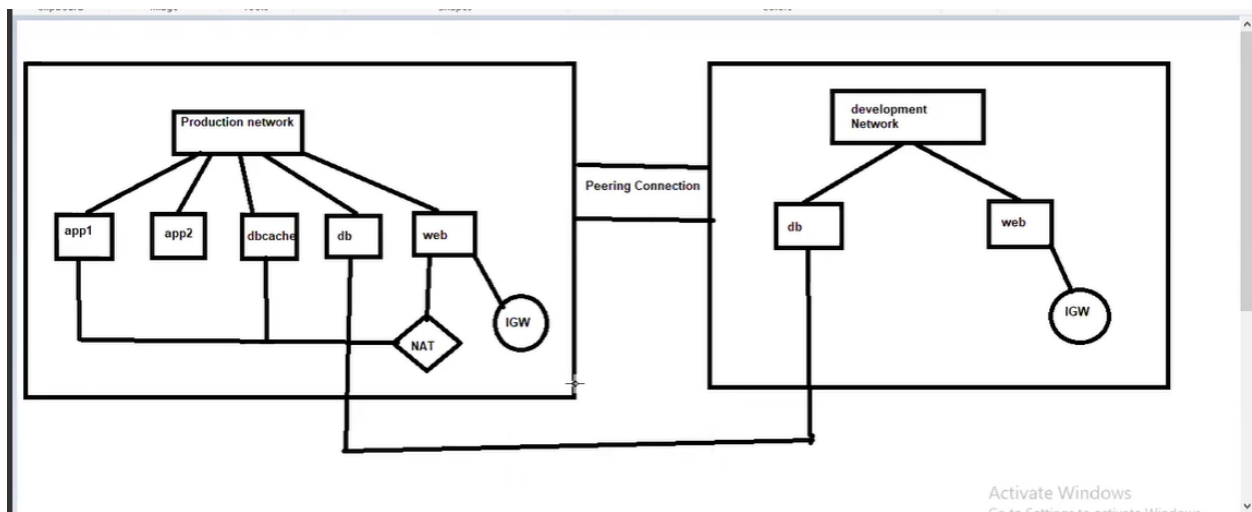 Production network
app1
app2
dbcache
db
web
NAT
IGW
Peering Connection
development
Network
db
web
IGW
Activate Windows